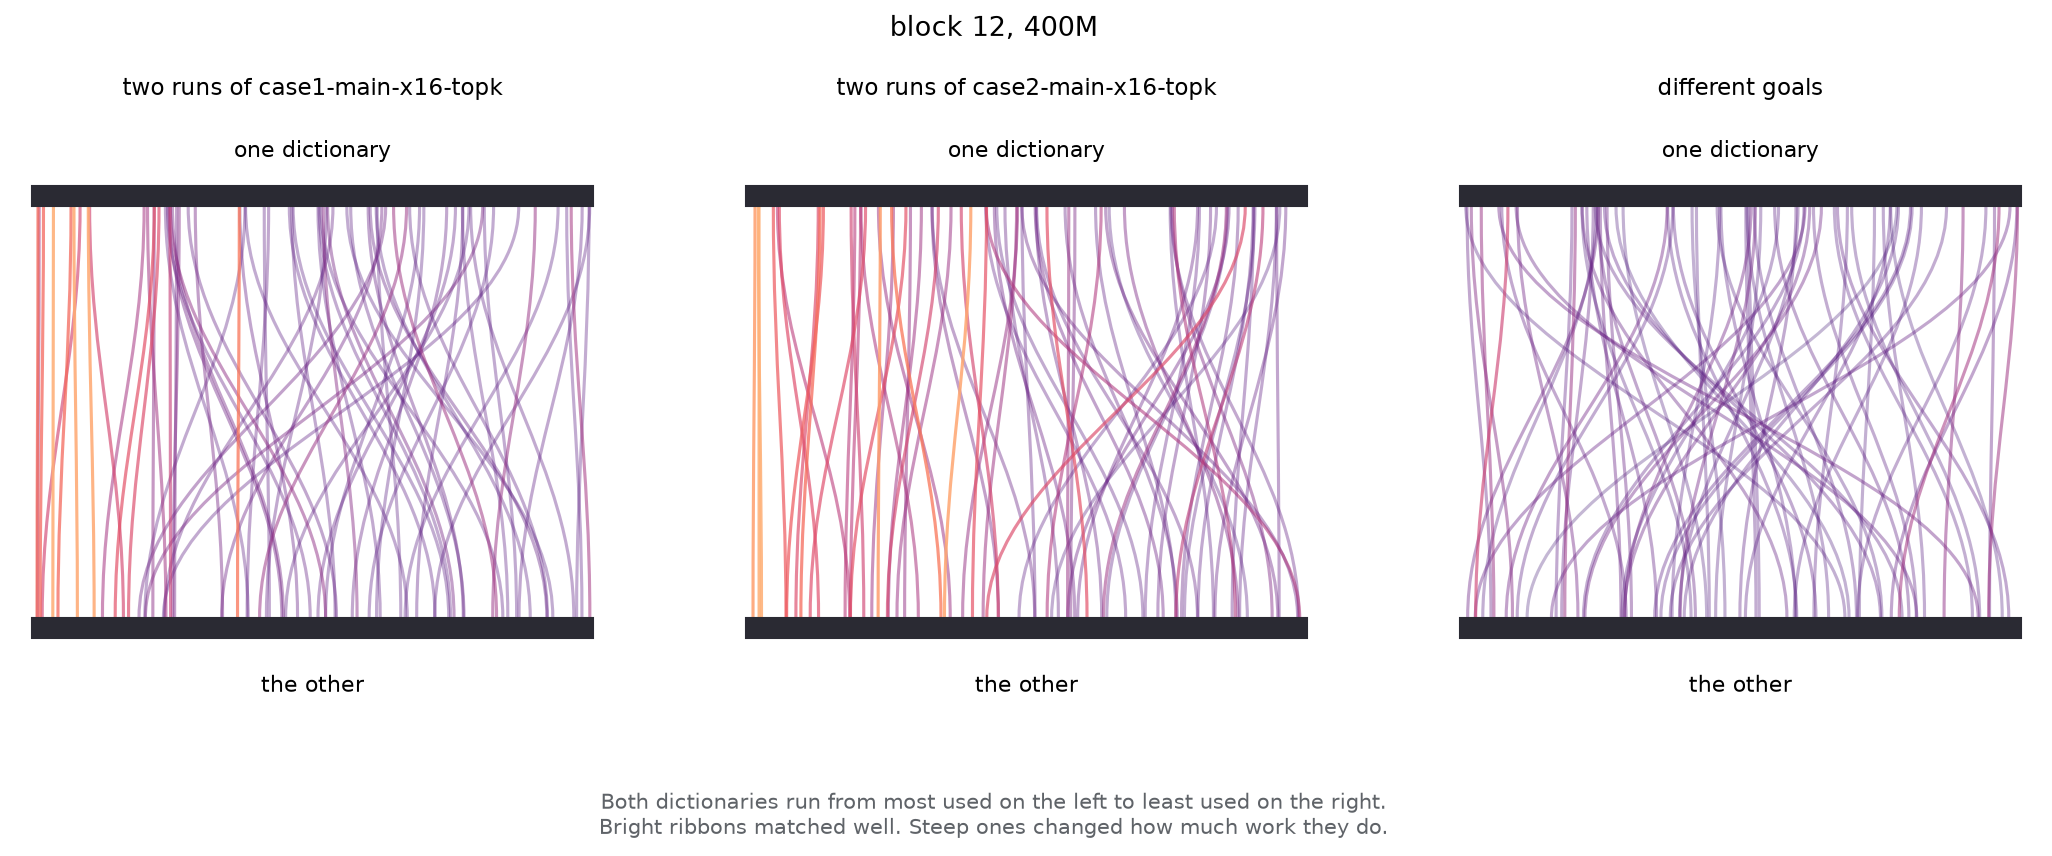 block 12, 400M
two runs of case1-main-x16-topk
two runs of case2-main-x16-topk
different goals
one dictionary
one dictionary
one dictionary
the other
the other
the other
Both dictionaries run from most used on the left to least used on the right.
Bright ribbons matched well. Steep ones changed how much work they do.